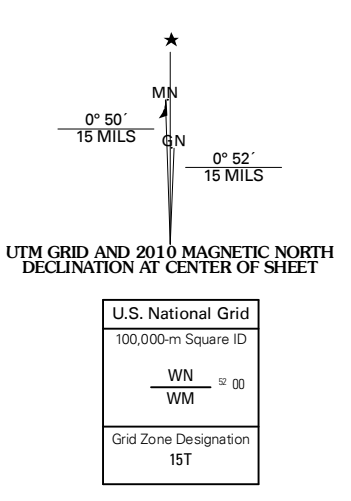 ★
MN
0° 50´
15 MILS
GN
0° 52´
15 MILS
UTM GRID AND 2010 MAGNETIC NORTH
DECLINATION AT CENTER OF SHEET
U.S. National Grid
100,000-m Square ID
WN
52 00
WM
Grid Zone Designation
15T